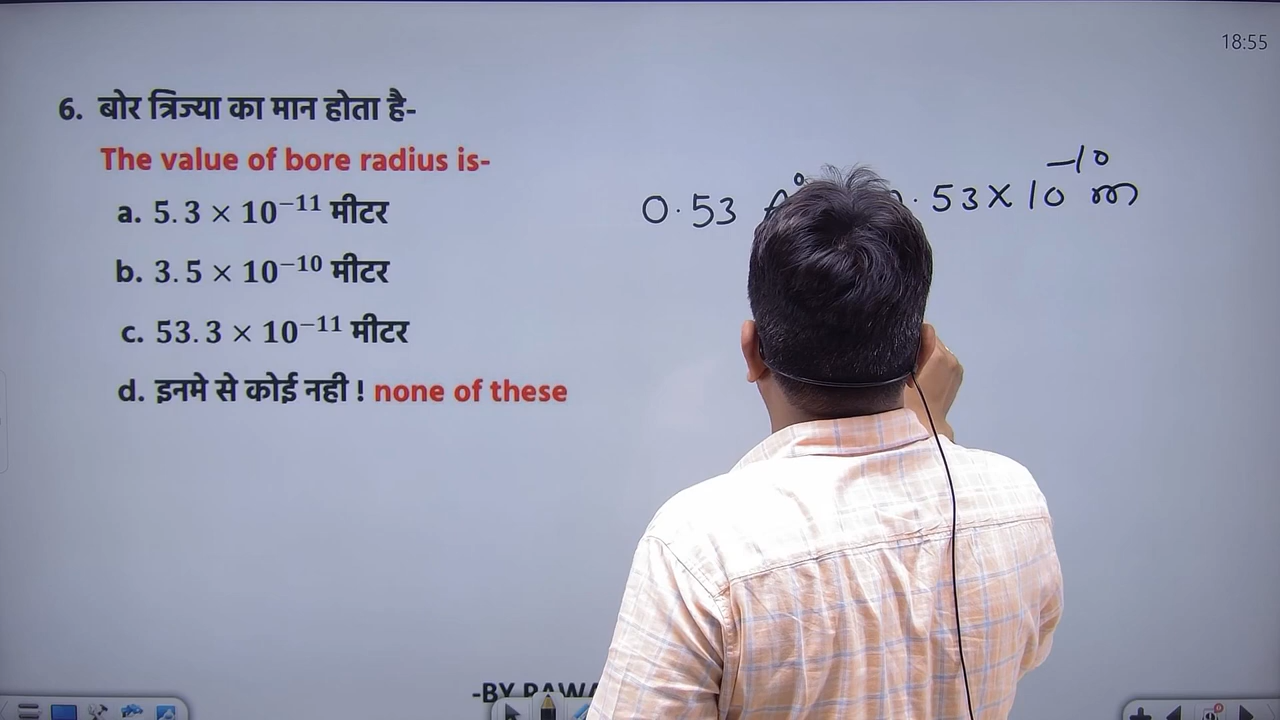 18:55
6. बोर त्रिज्या का मान होता है-
The value of bore radius is-
a. 5.3 × 10⁻¹¹ मीटर
b. 3.5 × 10⁻¹⁰ मीटर
c. 53.3 × 10⁻¹¹ मीटर
d. इनमे से कोई नही ! none of these
0.53 A° .53×10⁻¹⁰ m
-BY